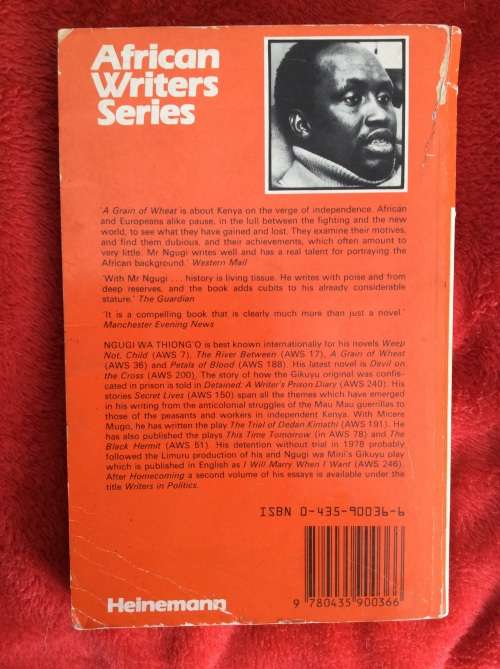 African
Writers
Series
'A Grain of Wheat is about Kenya on the verge of independence. African
and Europeans alike pause, in the lull between the fighting and the new
world, to see what they have gained and lost. They examine their motives,
and find them dubious, and their achievements, which often amount to
very little. Mr Ngugi writes well and has a real talent for portraying the
African background.' Western Mail
'With Mr Ngugi . . . history is living tissue. He writes with poise and from
deep reserves, and the book adds cubits to his already considerable
stature.' The Guardian
'It is a compelling book that is clearly much more than just a novel.'
Manchester Evening News
NGUGI WA THIONG'O is best known internationally for his novels Weep
Not, Child (AWS 7), The River Between (AWS 17), A Grain of Wheat
(AWS 36) and Petals of Blood (AWS 188). His latest novel is Devil on
the Cross (AWS 200). The story of how the Gikuyu original was confis-
cated in prison is told in Detained: A Writer's Prison Diary (AWS 240). His
stories Secret Lives (AWS 150) span all the themes which have emerged
in his writing from the anticolonial struggles of the Mau Mau guerrillas to
those of the peasants and workers in independent Kenya. With Micere
Mugo, he has written the play The Trial of Dedan Kimathi (AWS 191). He
has also published the plays This Time Tomorrow (in AWS 78) and The
Black Hermit (AWS 51). His detention without trial in 1978 probably
followed the Limuru production of his and Ngugi wa Mirii's Gikuyu play
which is published in English as I Will Marry When I Want (AWS 246).
After Homecoming a second volume of his essays is available under the
title Writers in Politics.
ISBN 0-435-90036-6
9 780435 900366
Heinemann